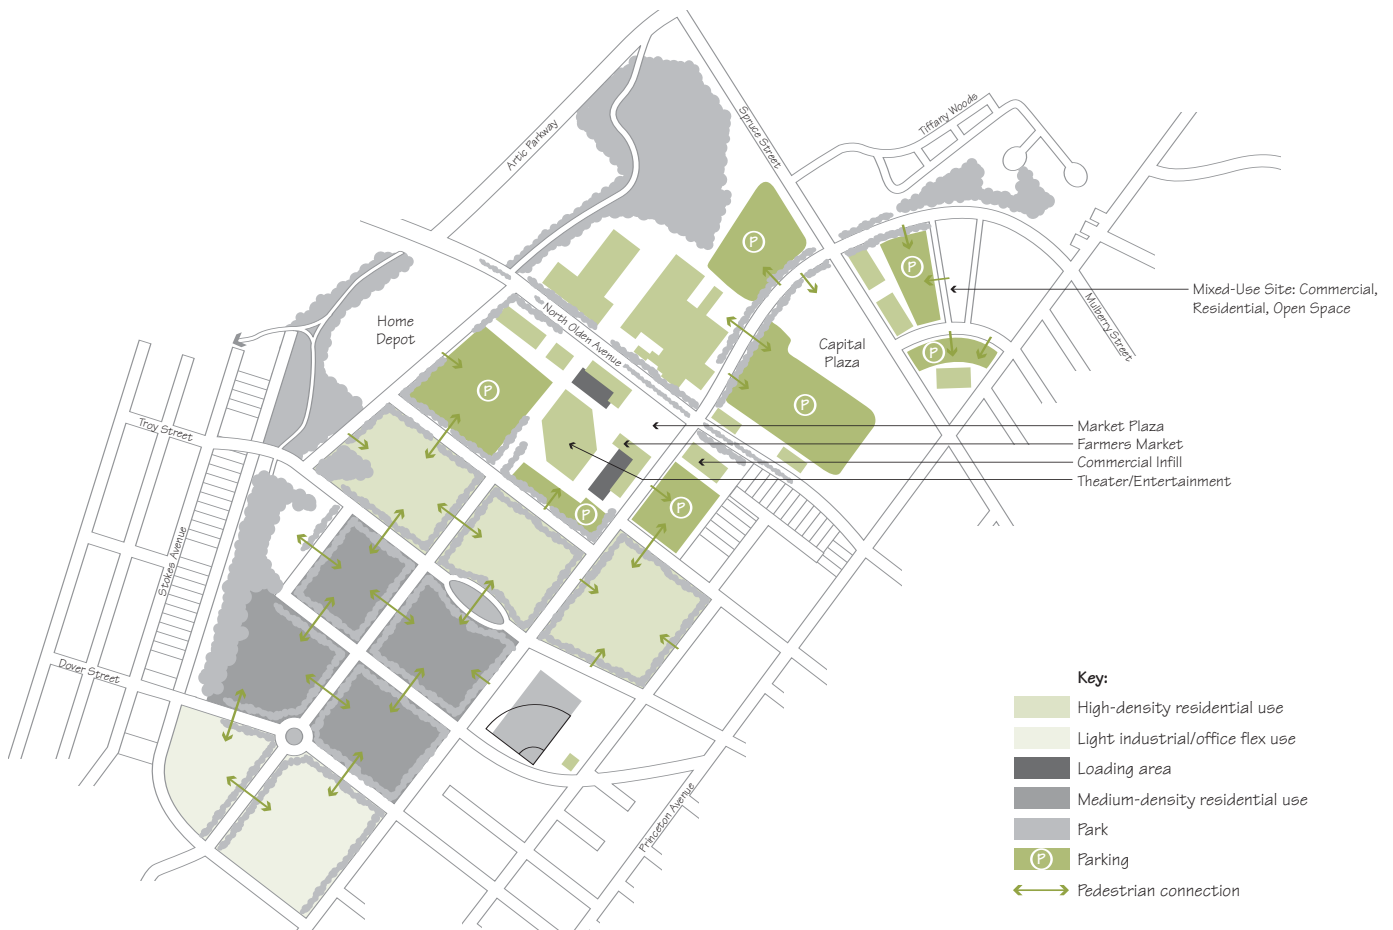 Artic Parkway
Spruce Street
Tiffany Woods
P
P
Mulberry Street
Mixed-Use Site: Commercial,
Residential, Open Space
Home
Depot
North Olden Avenue
Capital
Plaza
P
P
P
Troy Street
Market Plaza
Farmers Market
Commercial Infill
Theater/Entertainment
P
P
Stokes Avenue
Dover Street
Princeton Avenue
Key:
High-density residential use
Light industrial/office flex use
Loading area
Medium-density residential use
Park
P
Parking
Pedestrian connection